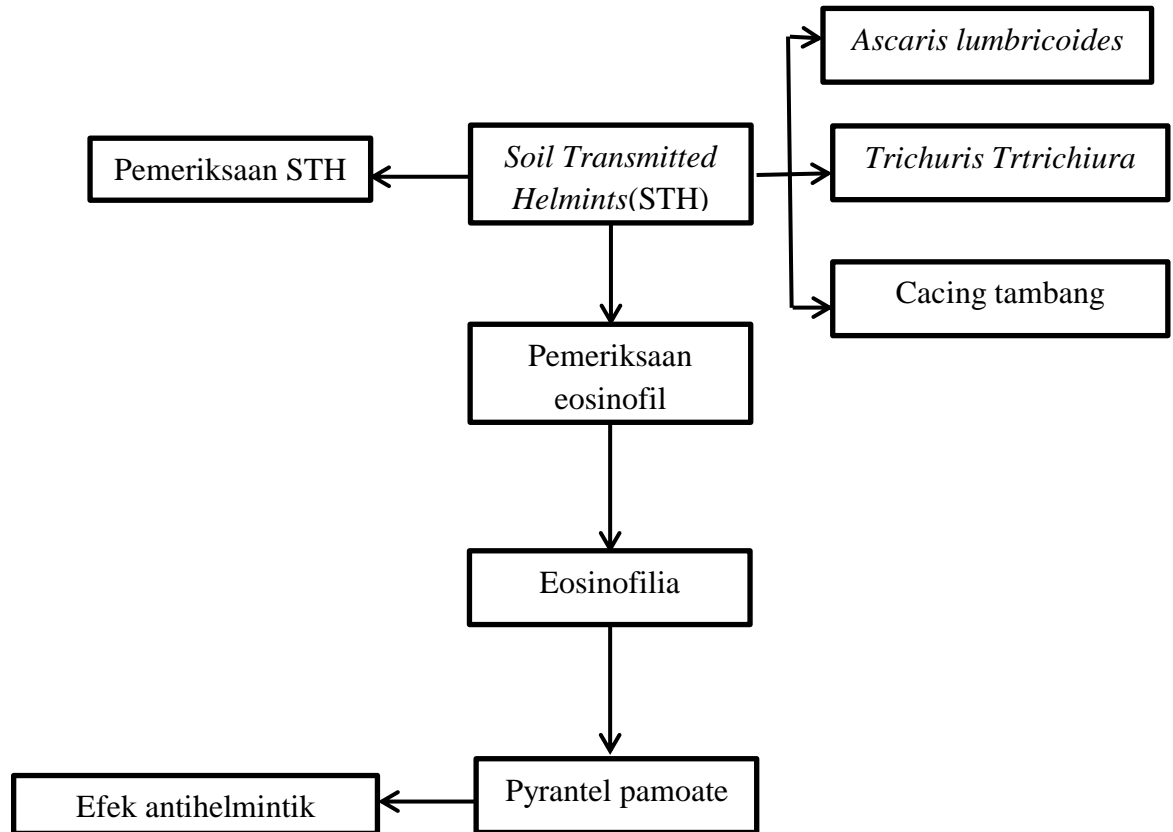 Ascaris lumbricoides
Pemeriksaan STH
Soil Transmitted
Helmints(STH)
Trichuris Trtrichiura
Cacing tambang
Pemeriksaan
eosinofil
Eosinofilia
Pyrantel pamoate
Efek antihelmintik